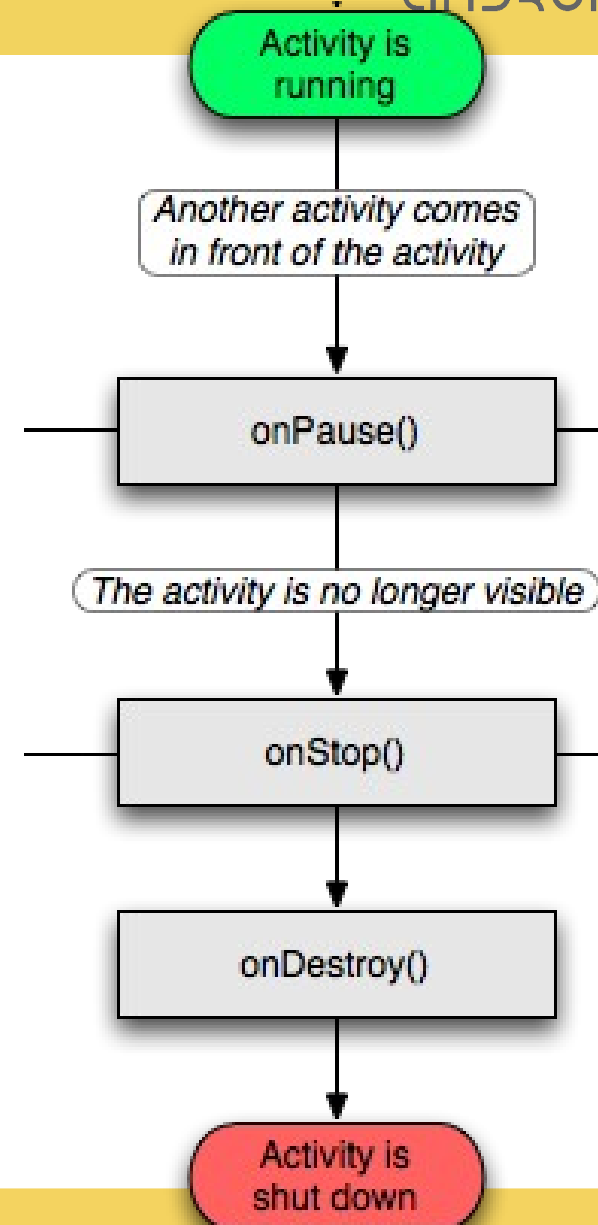 Activity is
running
Another activity comes
in front of the activity
onPause()
The activity is no longer visible
onStop()
onDestroy()
Activity is
shut down